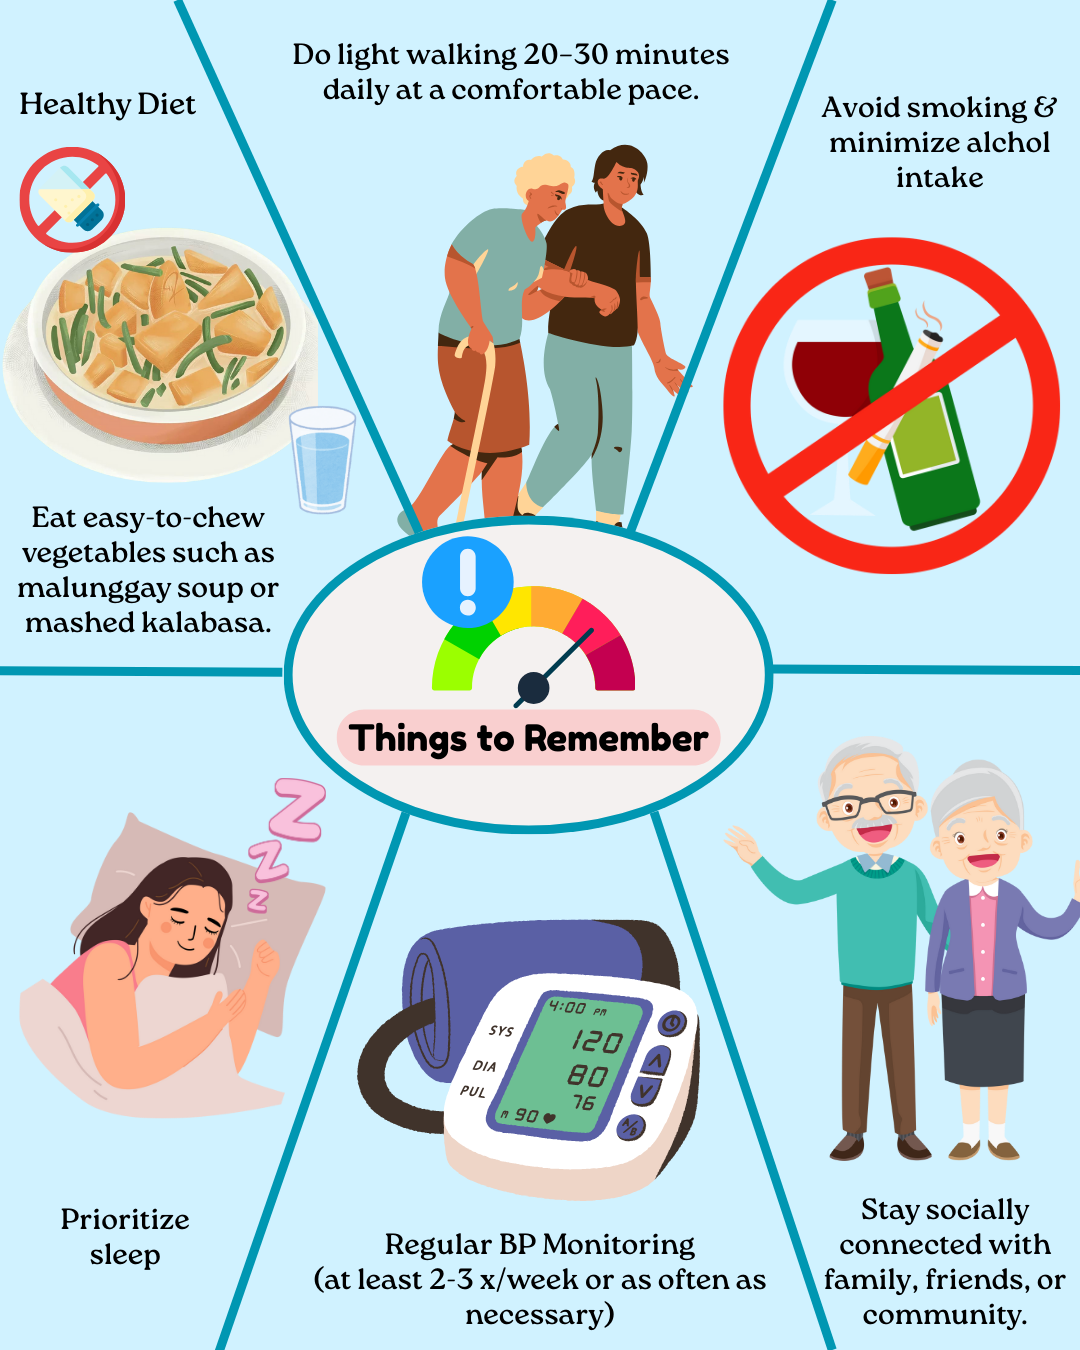 Healthy Diet
Eat easy-to-chew
vegetables such as
malunggay soup or
mashed kalabasa.
Do light walking 20–30 minutes
daily at a comfortable pace.
Avoid smoking &
minimize alchol
intake
Things to Remember
Z
Z
Z
Prioritize
sleep
4:00 PM
SYS
120
DIA
80
PUL
76
M 90
M/B
Regular BP Monitoring
(at least 2-3 x/week or as often as
necessary)
Stay socially
connected with
family, friends, or
community.